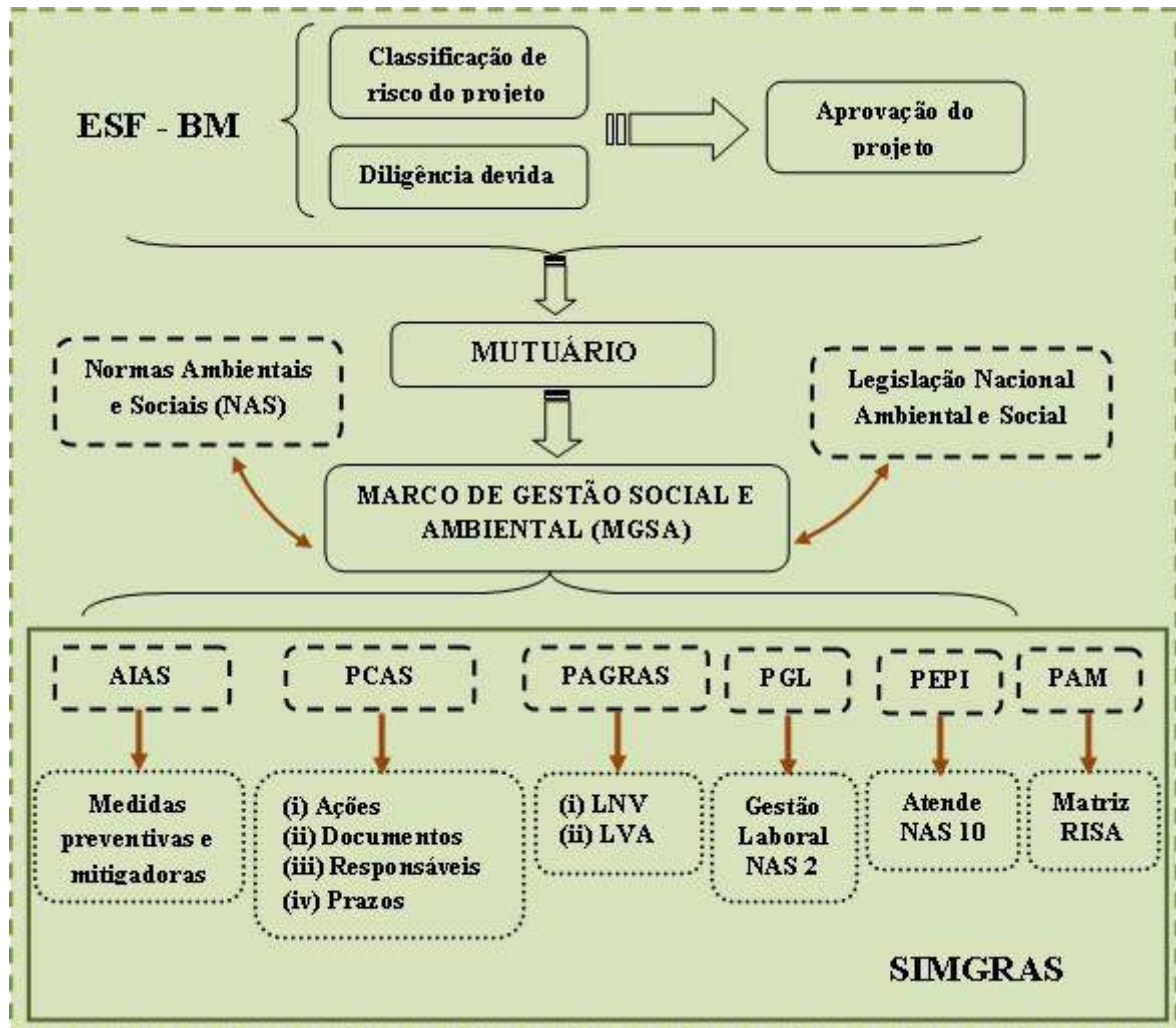 ESF - BM
Classificação de
risco do projeto
Diligência devida
Aprovação do
projeto
MUTUÁRIO
Normas Ambientais
e Sociais (NAS)
Legislação Nacional
Ambiental e Social
MARCO DE GESTÃO SOCIAL E
AMBIENTAL (MGSA)
AIAS
PCAS
PAGRAS
PGL
PEPI
PAM
Medidas
preventivas e
mitigadoras
(i) Ações
(ii) Documentos
(iii) Responsáveis
(iv) Prazos
(i) LNV
(ii) LVA
Gestão
Laboral
NAS 2
Atende
NAS 10
Matriz
RISA
SIMGRAS